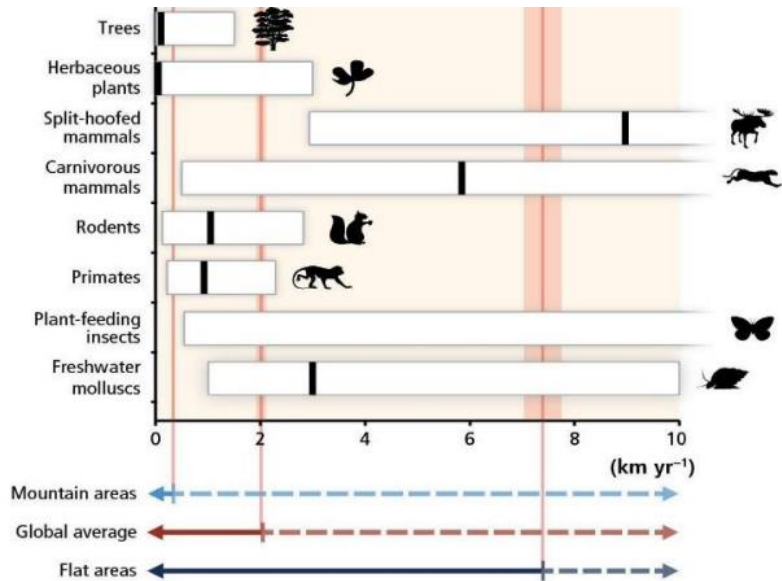 Trees
Herbaceous
plants
Split-hoofed
mammals
Carnivorous
mammals
Rodents
Primates
Plant-feeding
insects
Freshwater
molluscs
0 2 4 6 8 10
(km yr⁻¹)
Mountain areas
Global average
Flat areas